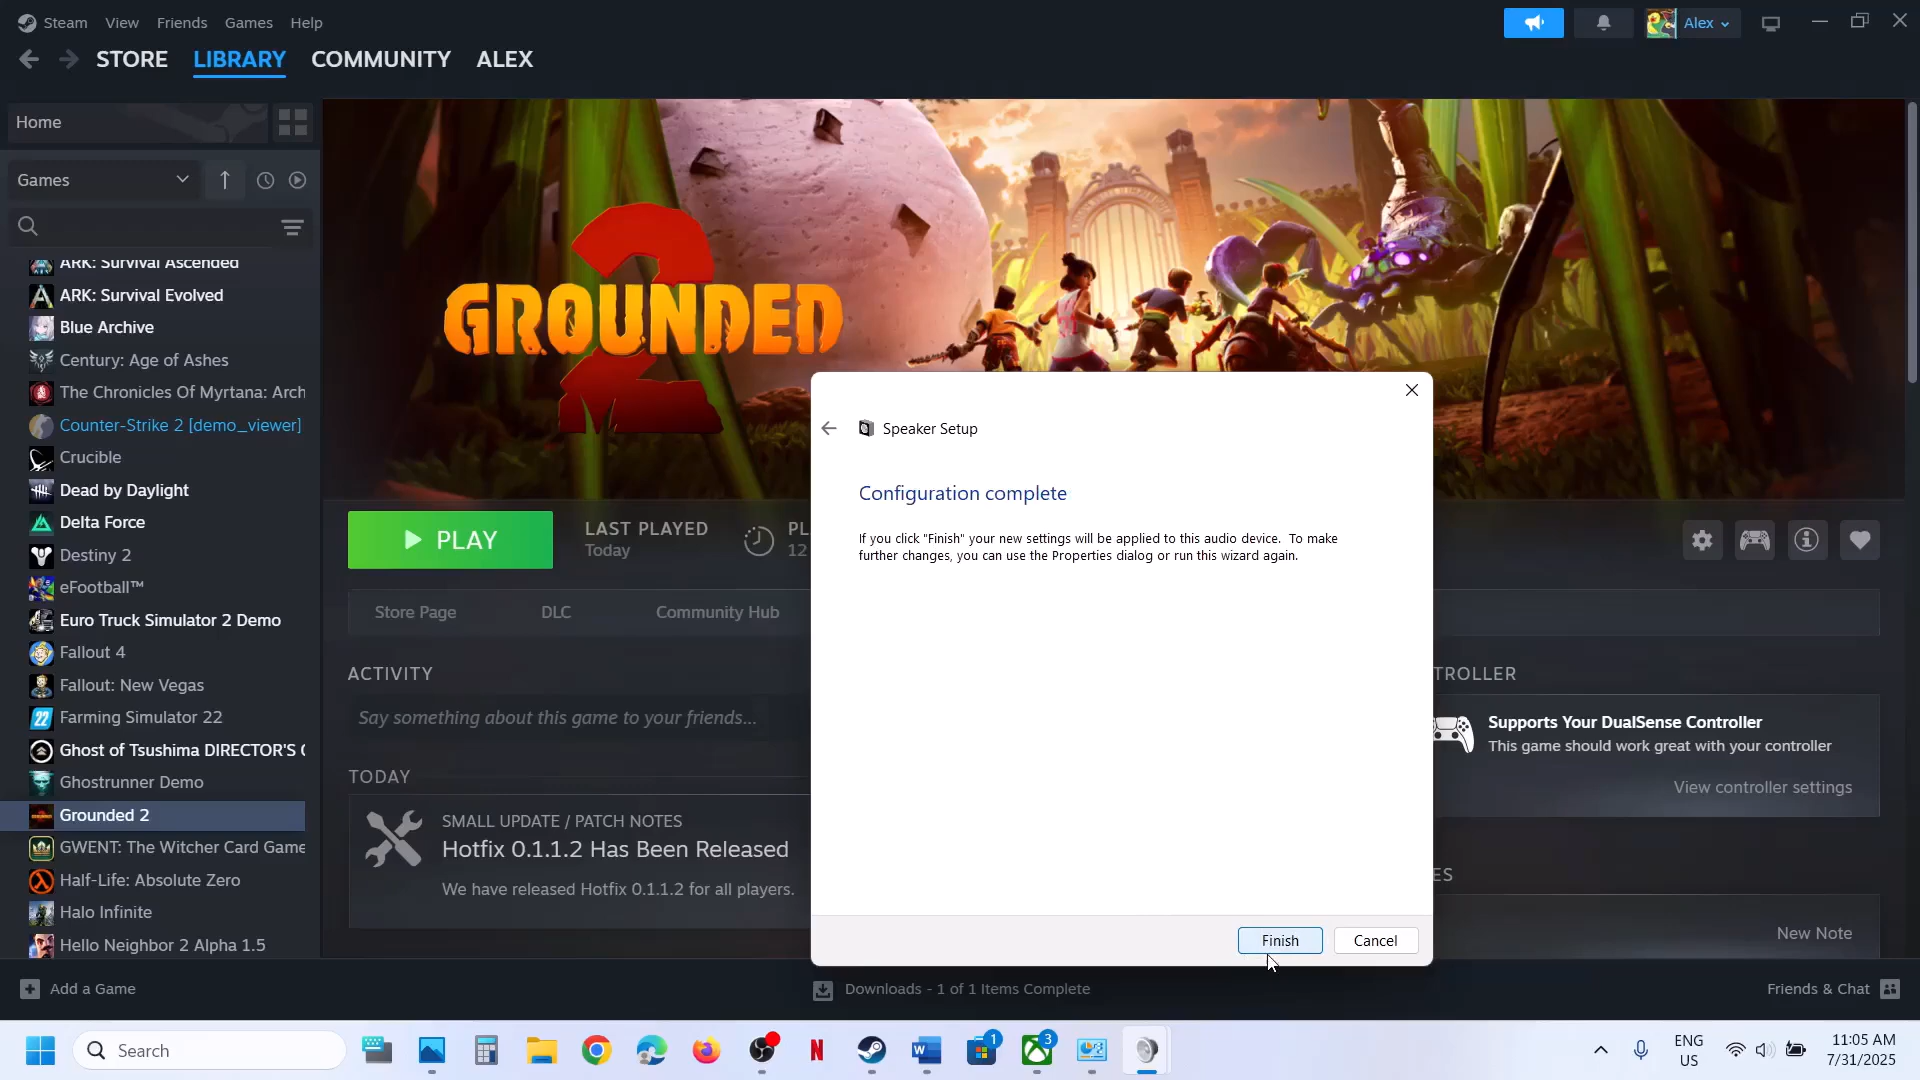 Steam View Friends Games Help
Alex
STORE LIBRARY COMMUNITY ALEX
Home
Games
ARK: Survival Ascended
ARK: Survival Evolved
Blue Archive
Century: Age of Ashes
The Chronicles Of Myrtana: Arch
Counter-Strike 2 [demo_viewer]
Crucible
Dead by Daylight
Delta Force
Destiny 2
eFootball™
Euro Truck Simulator 2 Demo
Fallout 4
Fallout: New Vegas
Farming Simulator 22
Ghost of Tsushima DIRECTOR'S C
Ghostrunner Demo
Grounded 2
GWENT: The Witcher Card Game
Half-Life: Absolute Zero
Halo Infinite
Hello Neighbor 2 Alpha 1.5
GROUNDED
2
PLAY
LAST PLAYED
Today
PL
12
Store Page DLC Community Hub
ACTIVITY
Say something about this game to your friends...
TODAY
SMALL UPDATE / PATCH NOTES
Hotfix 0.1.1.2 Has Been Released
We have released Hotfix 0.1.1.2 for all players.
Speaker Setup
Configuration complete
If you click "Finish" your new settings will be applied to this audio device. To make
further changes, you can use the Properties dialog or run this wizard again.
Finish Cancel
TROLLER
Supports Your DualSense Controller
This game should work great with your controller
View controller settings
ES
New Note
Add a Game
Downloads - 1 of 1 Items Complete
Friends & Chat
Search
1
3
ENG
US
11:05 AM
7/31/2025